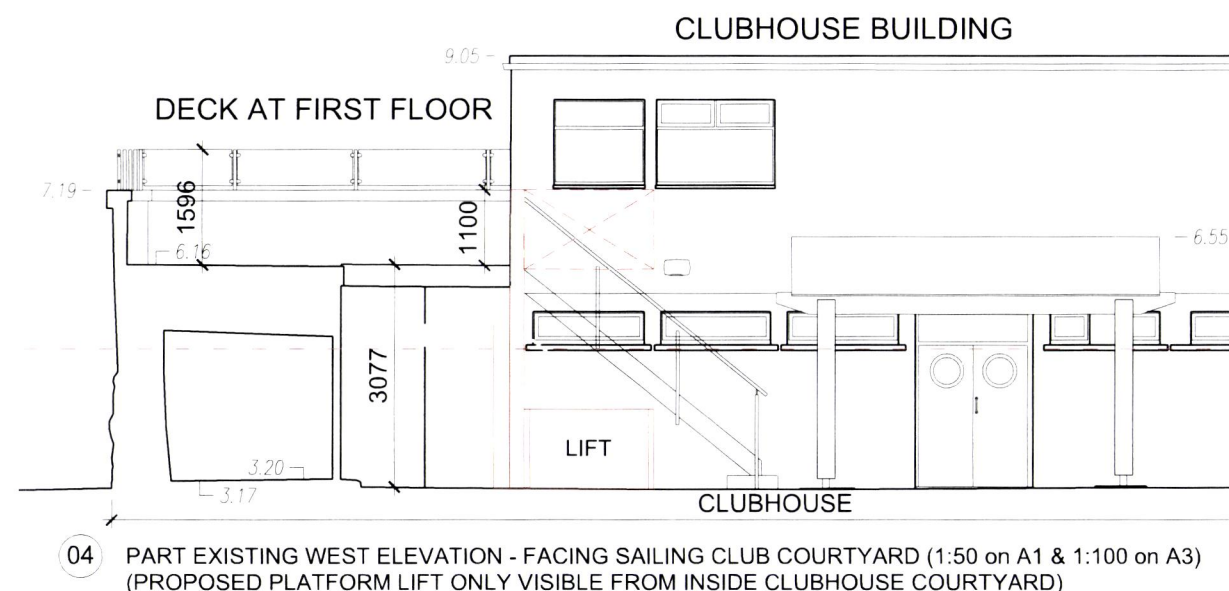 CLUBHOUSE BUILDING
9.05
DECK AT FIRST FLOOR
7.19
1596
1100
6.16
6.55
3077
LIFT
3.20
3.17
CLUBHOUSE
04 PART EXISTING WEST ELEVATION - FACING SAILING CLUB COURTYARD (1:50 on A1 & 1:100 on A3)
(PROPOSED PLATFORM LIFT ONLY VISIBLE FROM INSIDE CLUBHOUSE COURTYARD)